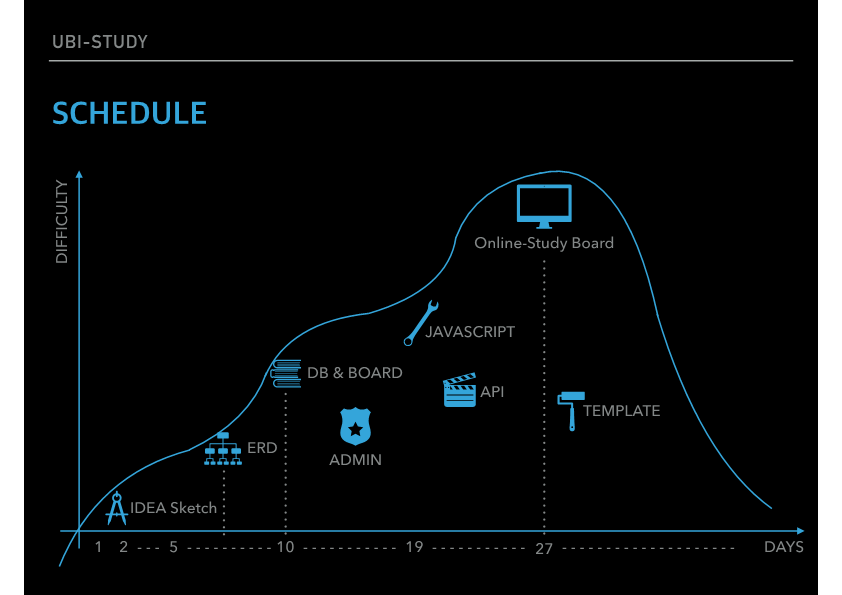 UBI-STUDY
SCHEDULE
DIFFICULTY
Online-Study Board
JAVASCRIPT
DB & BOARD
API
TEMPLATE
ERD
ADMIN
IDEA Sketch
1 2 --- 5 ---------- 10 ------------- 19 ------------- 27 --------------------- DAYS